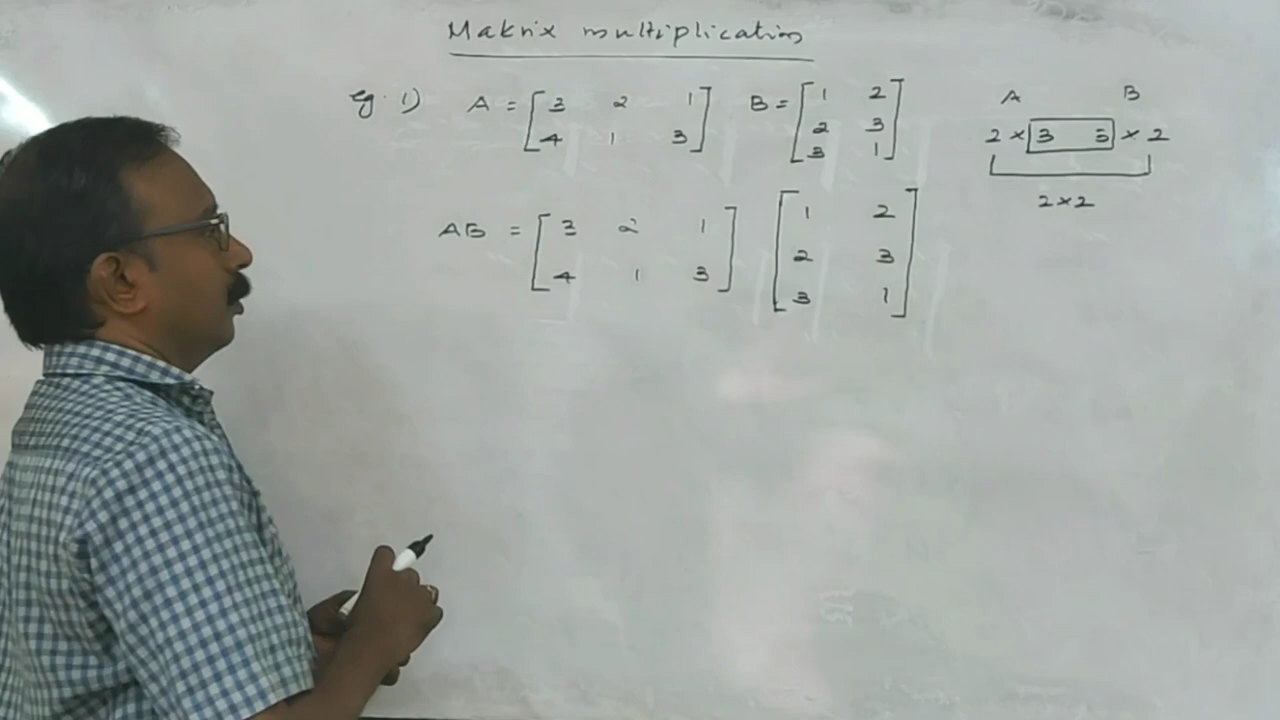 Matrix multiplication
eg. 1) A = [ 3 2 1 B = [ 1 2 A B
4 1 3 ] 2 3 2 × 3 3 × 2
3 1 ]
2×2
AB = [ 3 2 1 [ 1 2
4 1 3 ] 2 3
3 1 ]